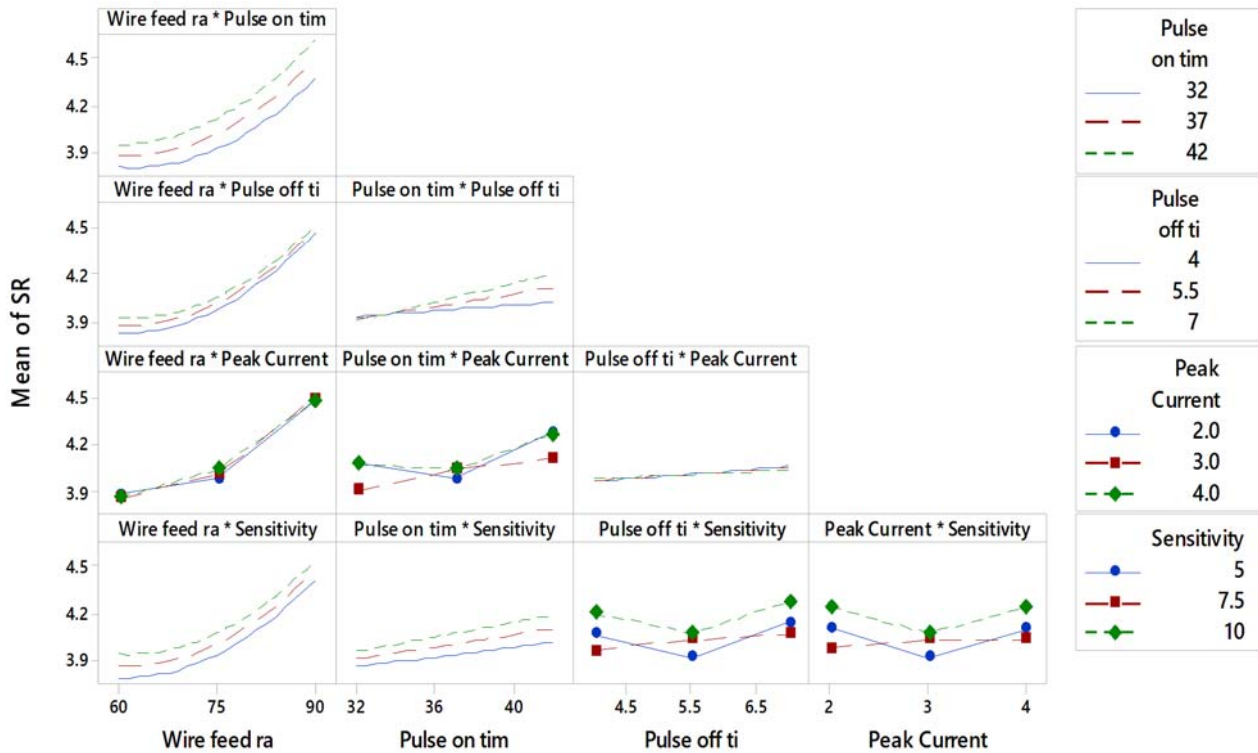 Wire feed ra * Pulse on tim
4.5
4.2
3.9
Wire feed ra * Pulse off ti
Pulse on tim * Pulse off ti
4.5
4.2
3.9
Wire feed ra * Peak Current
Pulse on tim * Peak Current
Pulse off ti * Peak Current
4.5
4.2
3.9
Wire feed ra * Sensitivity
Pulse on tim * Sensitivity
Pulse off ti * Sensitivity
Peak Current * Sensitivity
4.5
4.2
3.9
60 75 90
32 36 40
4.5 5.5 6.5
2 3 4
Wire feed ra
Pulse on tim
Pulse off ti
Peak Current
Mean of SR
Pulse
on tim
32
37
42
Pulse
off ti
4
5.5
7
Peak
Current
2.0
3.0
4.0
Sensitivity
5
7.5
10